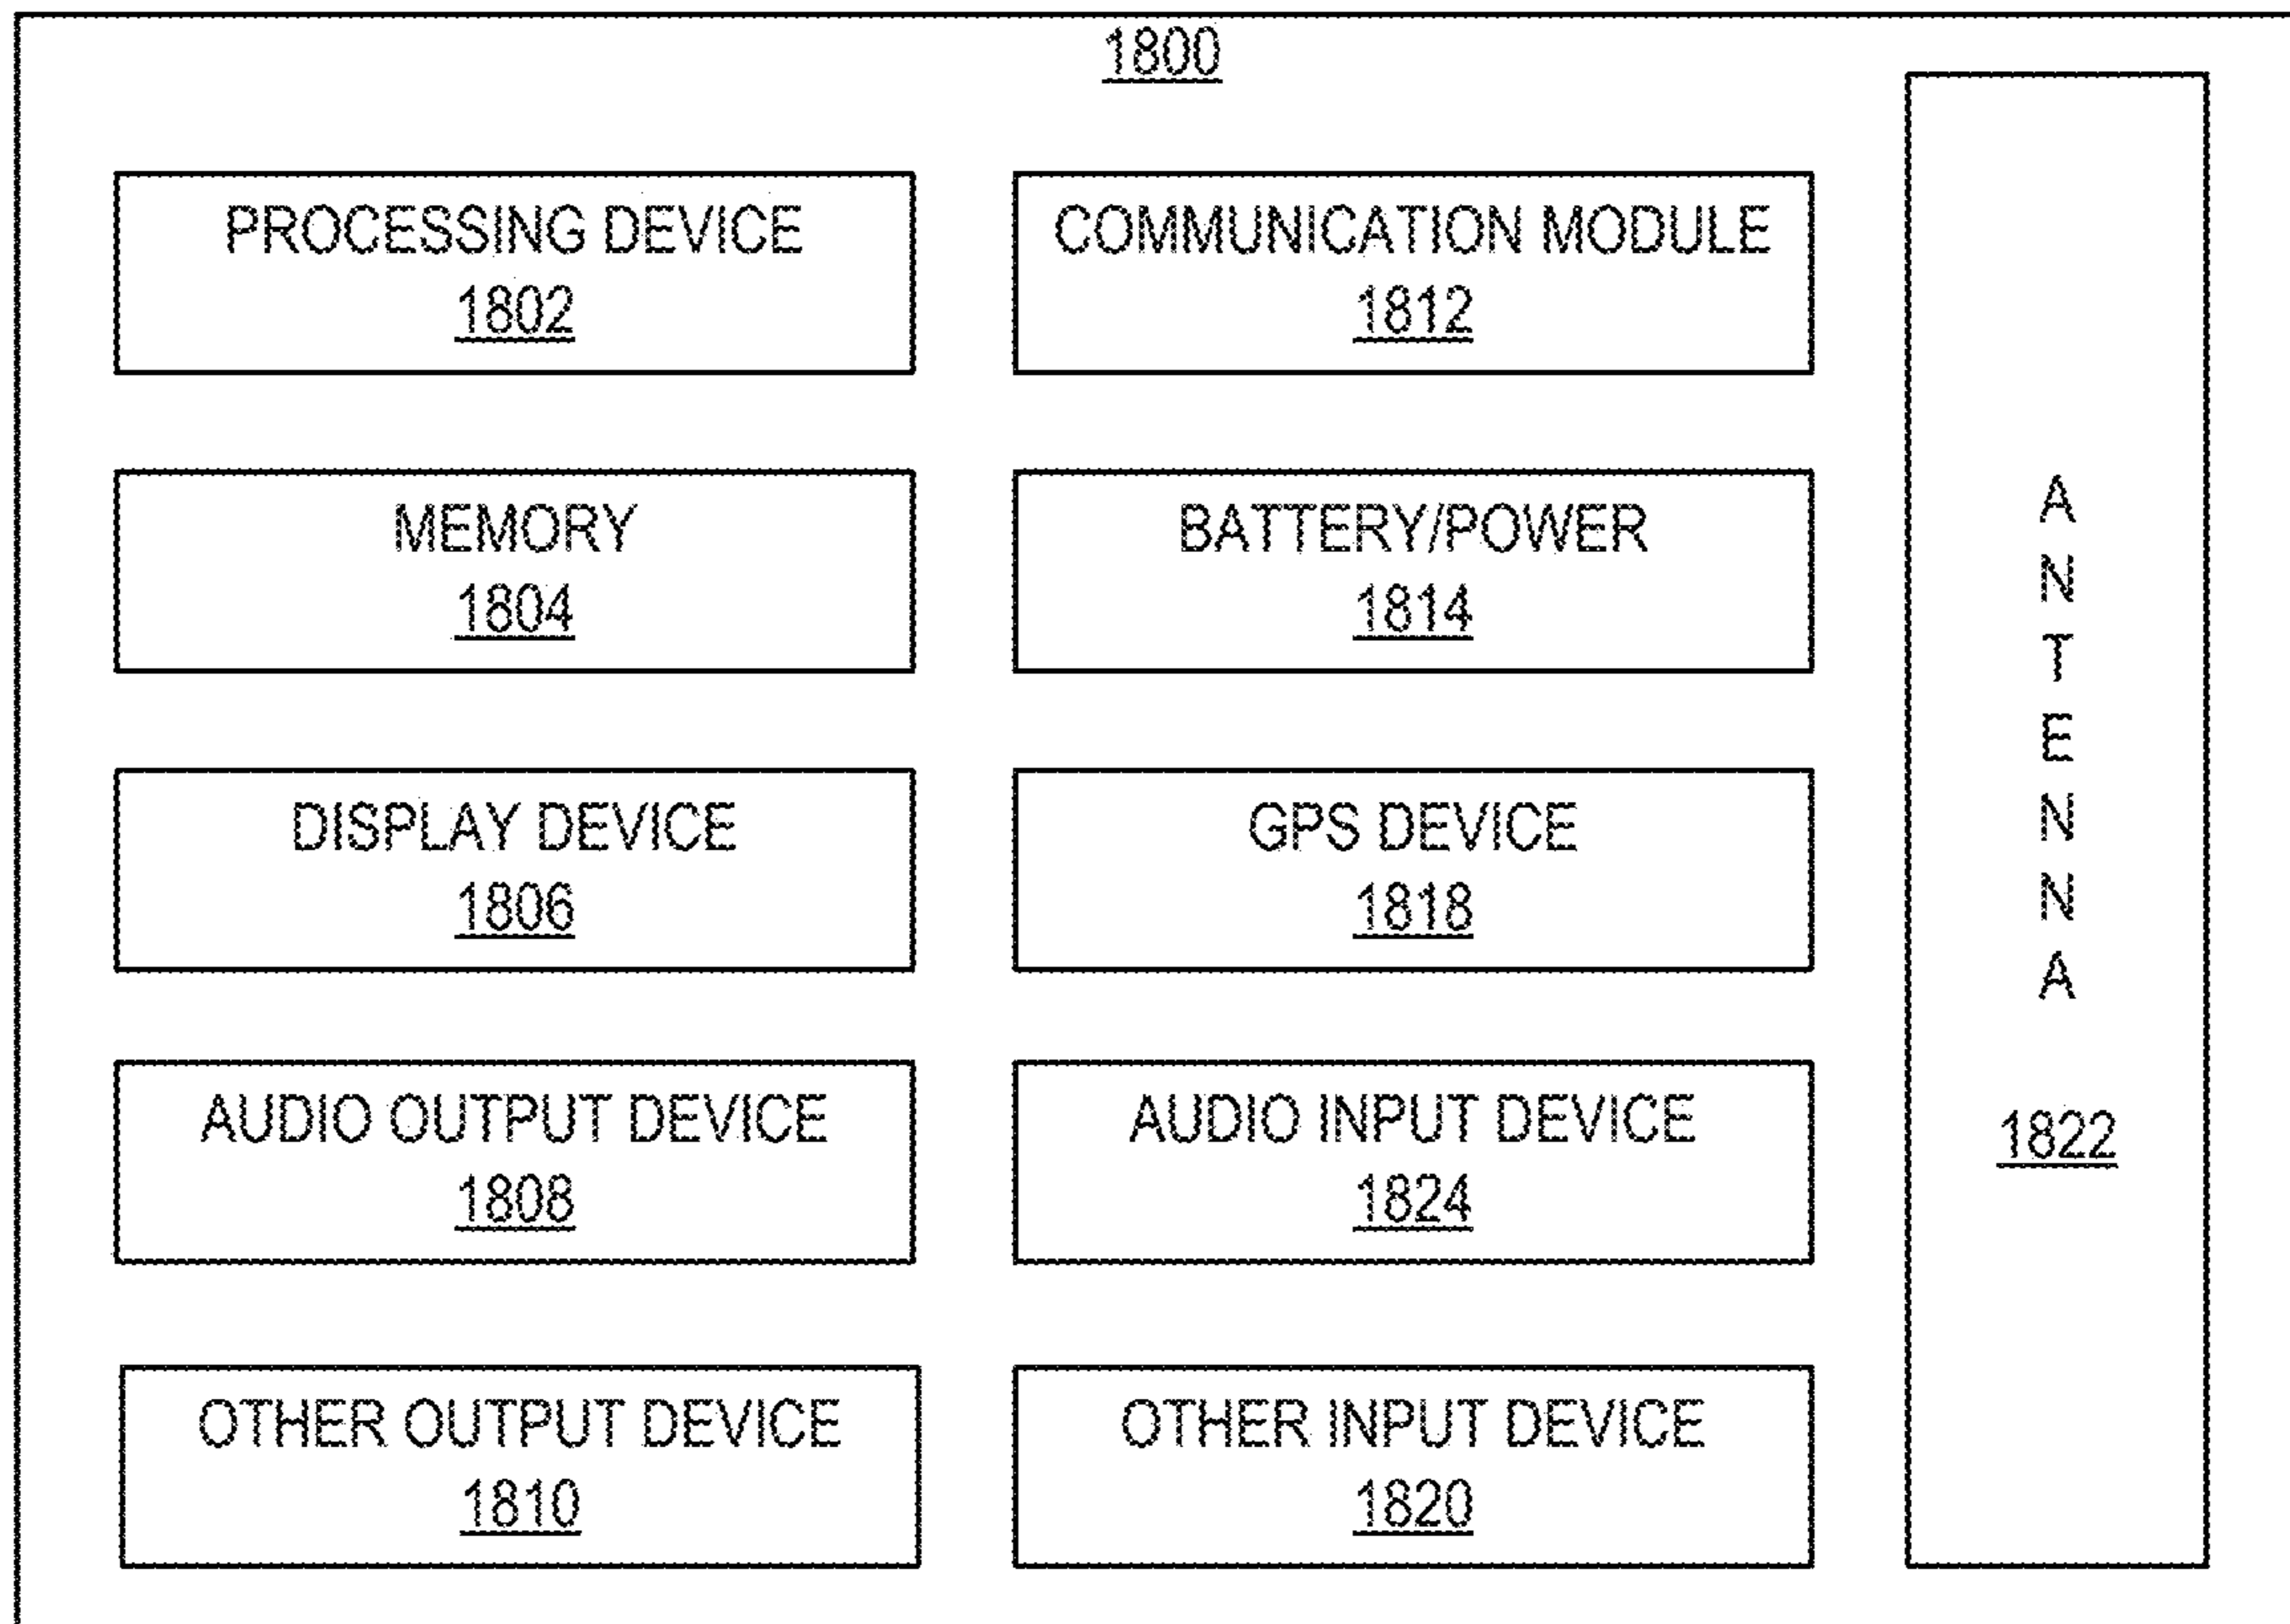 1800
PROCESSING DEVICE
1802
COMMUNICATION MODULE
1812
MEMORY
1804
BATTERY/POWER
1814
DISPLAY DEVICE
1806
GPS DEVICE
1818
AUDIO OUTPUT DEVICE
1808
AUDIO INPUT DEVICE
1824
OTHER OUTPUT DEVICE
1810
OTHER INPUT DEVICE
1820
ANTENNA
1822